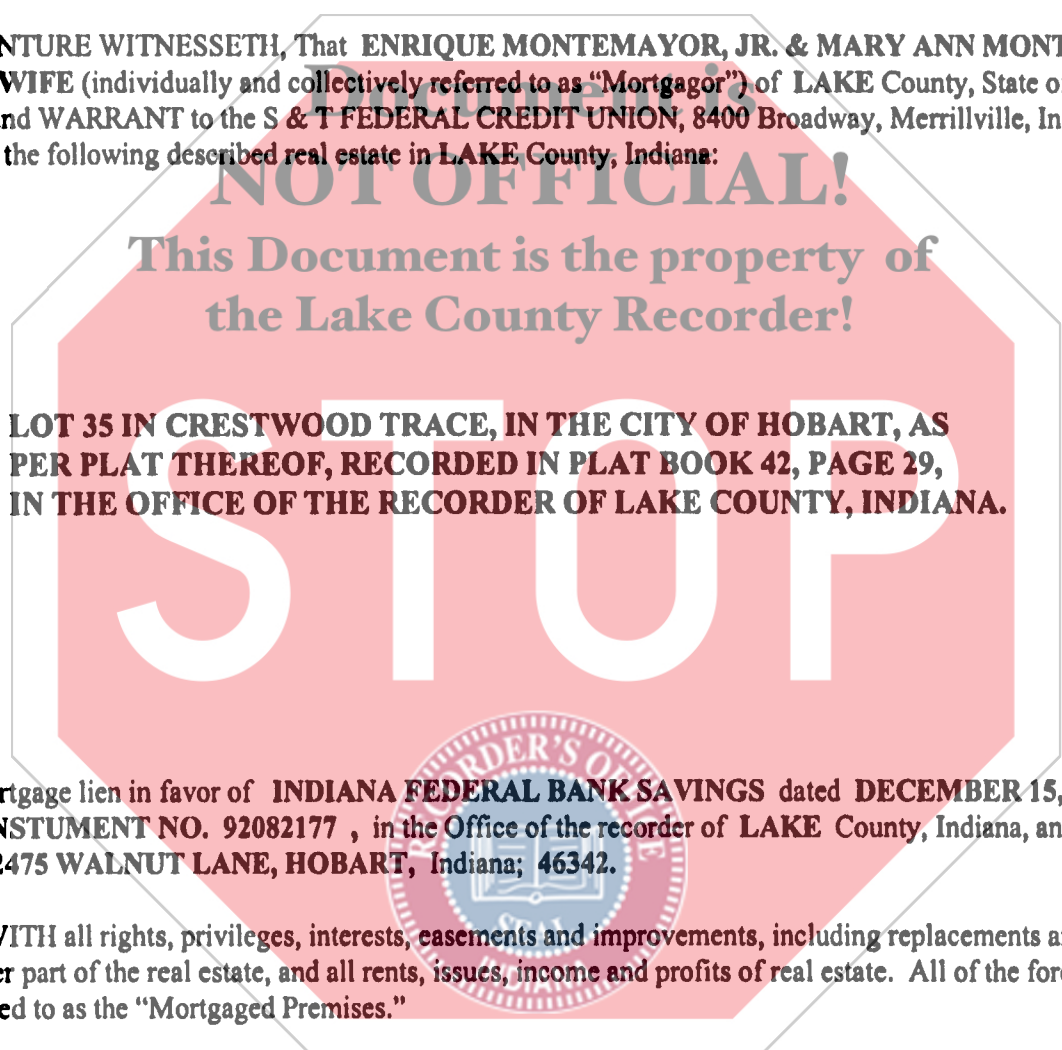 NTURE WITNESSETH, That ENRIQUE MONTEMAYOR, JR. & MARY ANN MONT
WIFE (individually and collectively referred to as “Mortgagor”) of LAKE County, State o
nd WARRANT to the S & T FEDERAL CREDIT UNION, 8400 Broadway, Merrillville, In
the following described real estate in LAKE County, Indiana:
Document is
NOT OFFICIAL!
This Document is the property of
the Lake County Recorder!
LOT 35 IN CRESTWOOD TRACE, IN THE CITY OF HOBART, AS
PER PLAT THEREOF, RECORDED IN PLAT BOOK 42, PAGE 29,
IN THE OFFICE OF THE RECORDER OF LAKE COUNTY, INDIANA.
STOP
rtgage lien in favor of INDIANA FEDERAL BANK SAVINGS dated DECEMBER 15,
NSTUMENT NO. 92082177 , in the Office of the recorder of LAKE County, Indiana, an
2475 WALNUT LANE, HOBART, Indiana; 46342.
RECORDER'S OFFICE
SEAL
INDIANA
VITH all rights, privileges, interests, easements and improvements, including replacements a
er part of the real estate, and all rents, issues, income and profits of real estate. All of the for
ed to as the “Mortgaged Premises.”